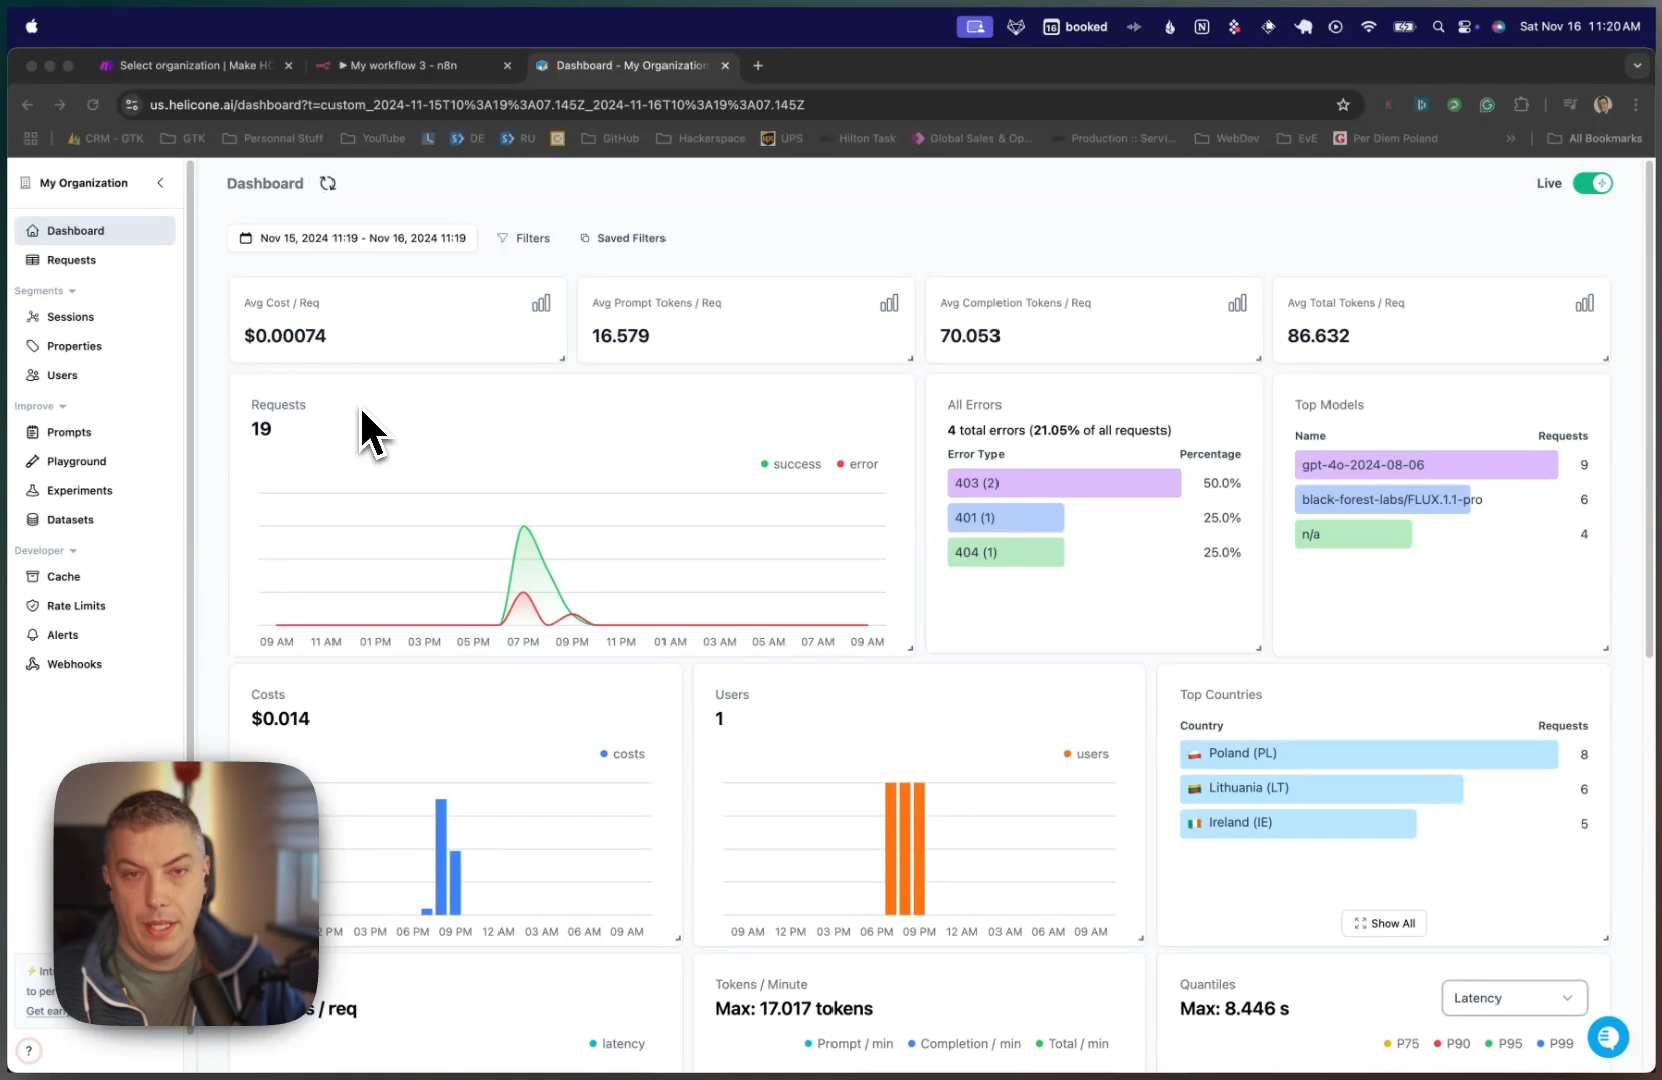 16 booked
Sat Nov 16 11:20 AM
Select organization | Make HC
My workflow 3 - n8n
Dashboard - My Organization
us.helicone.ai/dashboard?t=custom_2024-11-15T10%3A19%3A07.145Z_2024-11-16T10%3A19%3A07.145Z
CRM - GTK
GTK
Personnal Stuff
YouTube
DE
RU
GitHub
Hackerspace
UPS
Hilton Task
Global Sales & Op...
Production :: Servi...
WebDev
EvE
Per Diem Poland
All Bookmarks
My Organization
Dashboard
Requests
Segments
Sessions
Properties
Users
Improve
Prompts
Playground
Experiments
Datasets
Developer
Cache
Rate Limits
Alerts
Webhooks
to per
Get ear
?
Dashboard
Live
Nov 15, 2024 11:19 - Nov 16, 2024 11:19
Filters
Saved Filters
Avg Cost / Req
$0.00074
Avg Prompt Tokens / Req
16.579
Avg Completion Tokens / Req
70.053
Avg Total Tokens / Req
86.632
Requests
19
success error
09 AM 11 AM 01 PM 03 PM 05 PM 07 PM 09 PM 11 PM 01 AM 03 AM 05 AM 07 AM 09 AM
All Errors
4 total errors (21.05% of all requests)
Error Type Percentage
403 (2) 50.0%
401 (1) 25.0%
404 (1) 25.0%
Top Models
Name Requests
gpt-4o-2024-08-06 9
black-forest-labs/FLUX.1.1-pro 6
n/a 4
Costs
$0.014
costs
2 PM 03 PM 06 PM 09 PM 12 AM 03 AM 06 AM 09 AM
Users
1
users
09 AM 12 PM 03 PM 06 PM 09 PM 12 AM 03 AM 06 AM 09 AM
Top Countries
Country Requests
Poland (PL) 8
Lithuania (LT) 6
Ireland (IE) 5
Show All
s / req
latency
Tokens / Minute
Max: 17.017 tokens
Prompt / min Completion / min Total / min
Quantiles
Max: 8.446 s
Latency
P75 P90 P95 P99